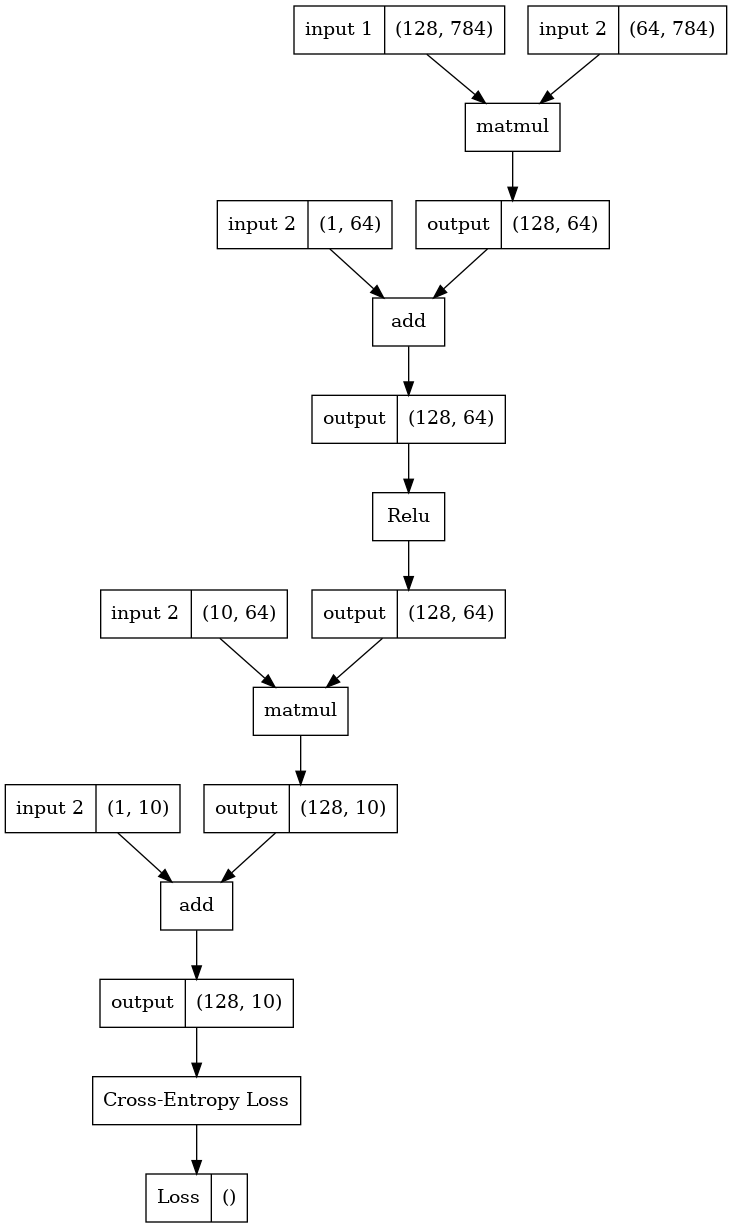 input 1 (128, 784) input 2 (64, 784)
matmul
input 2 (1, 64) output (128, 64)
add
output (128, 64)
Relu
input 2 (10, 64) output (128, 64)
matmul
input 2 (1, 10) output (128, 10)
add
output (128, 10)
Cross-Entropy Loss
Loss ()